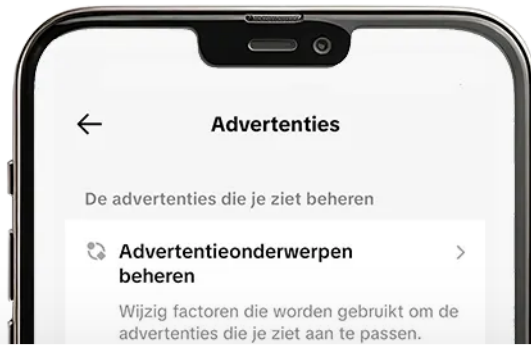 Advertenties
De advertenties die je ziet beheren
Advertentieonderwerpen
beheren
Wijzig factoren die worden gebruikt om de
advertenties die je ziet aan te passen.